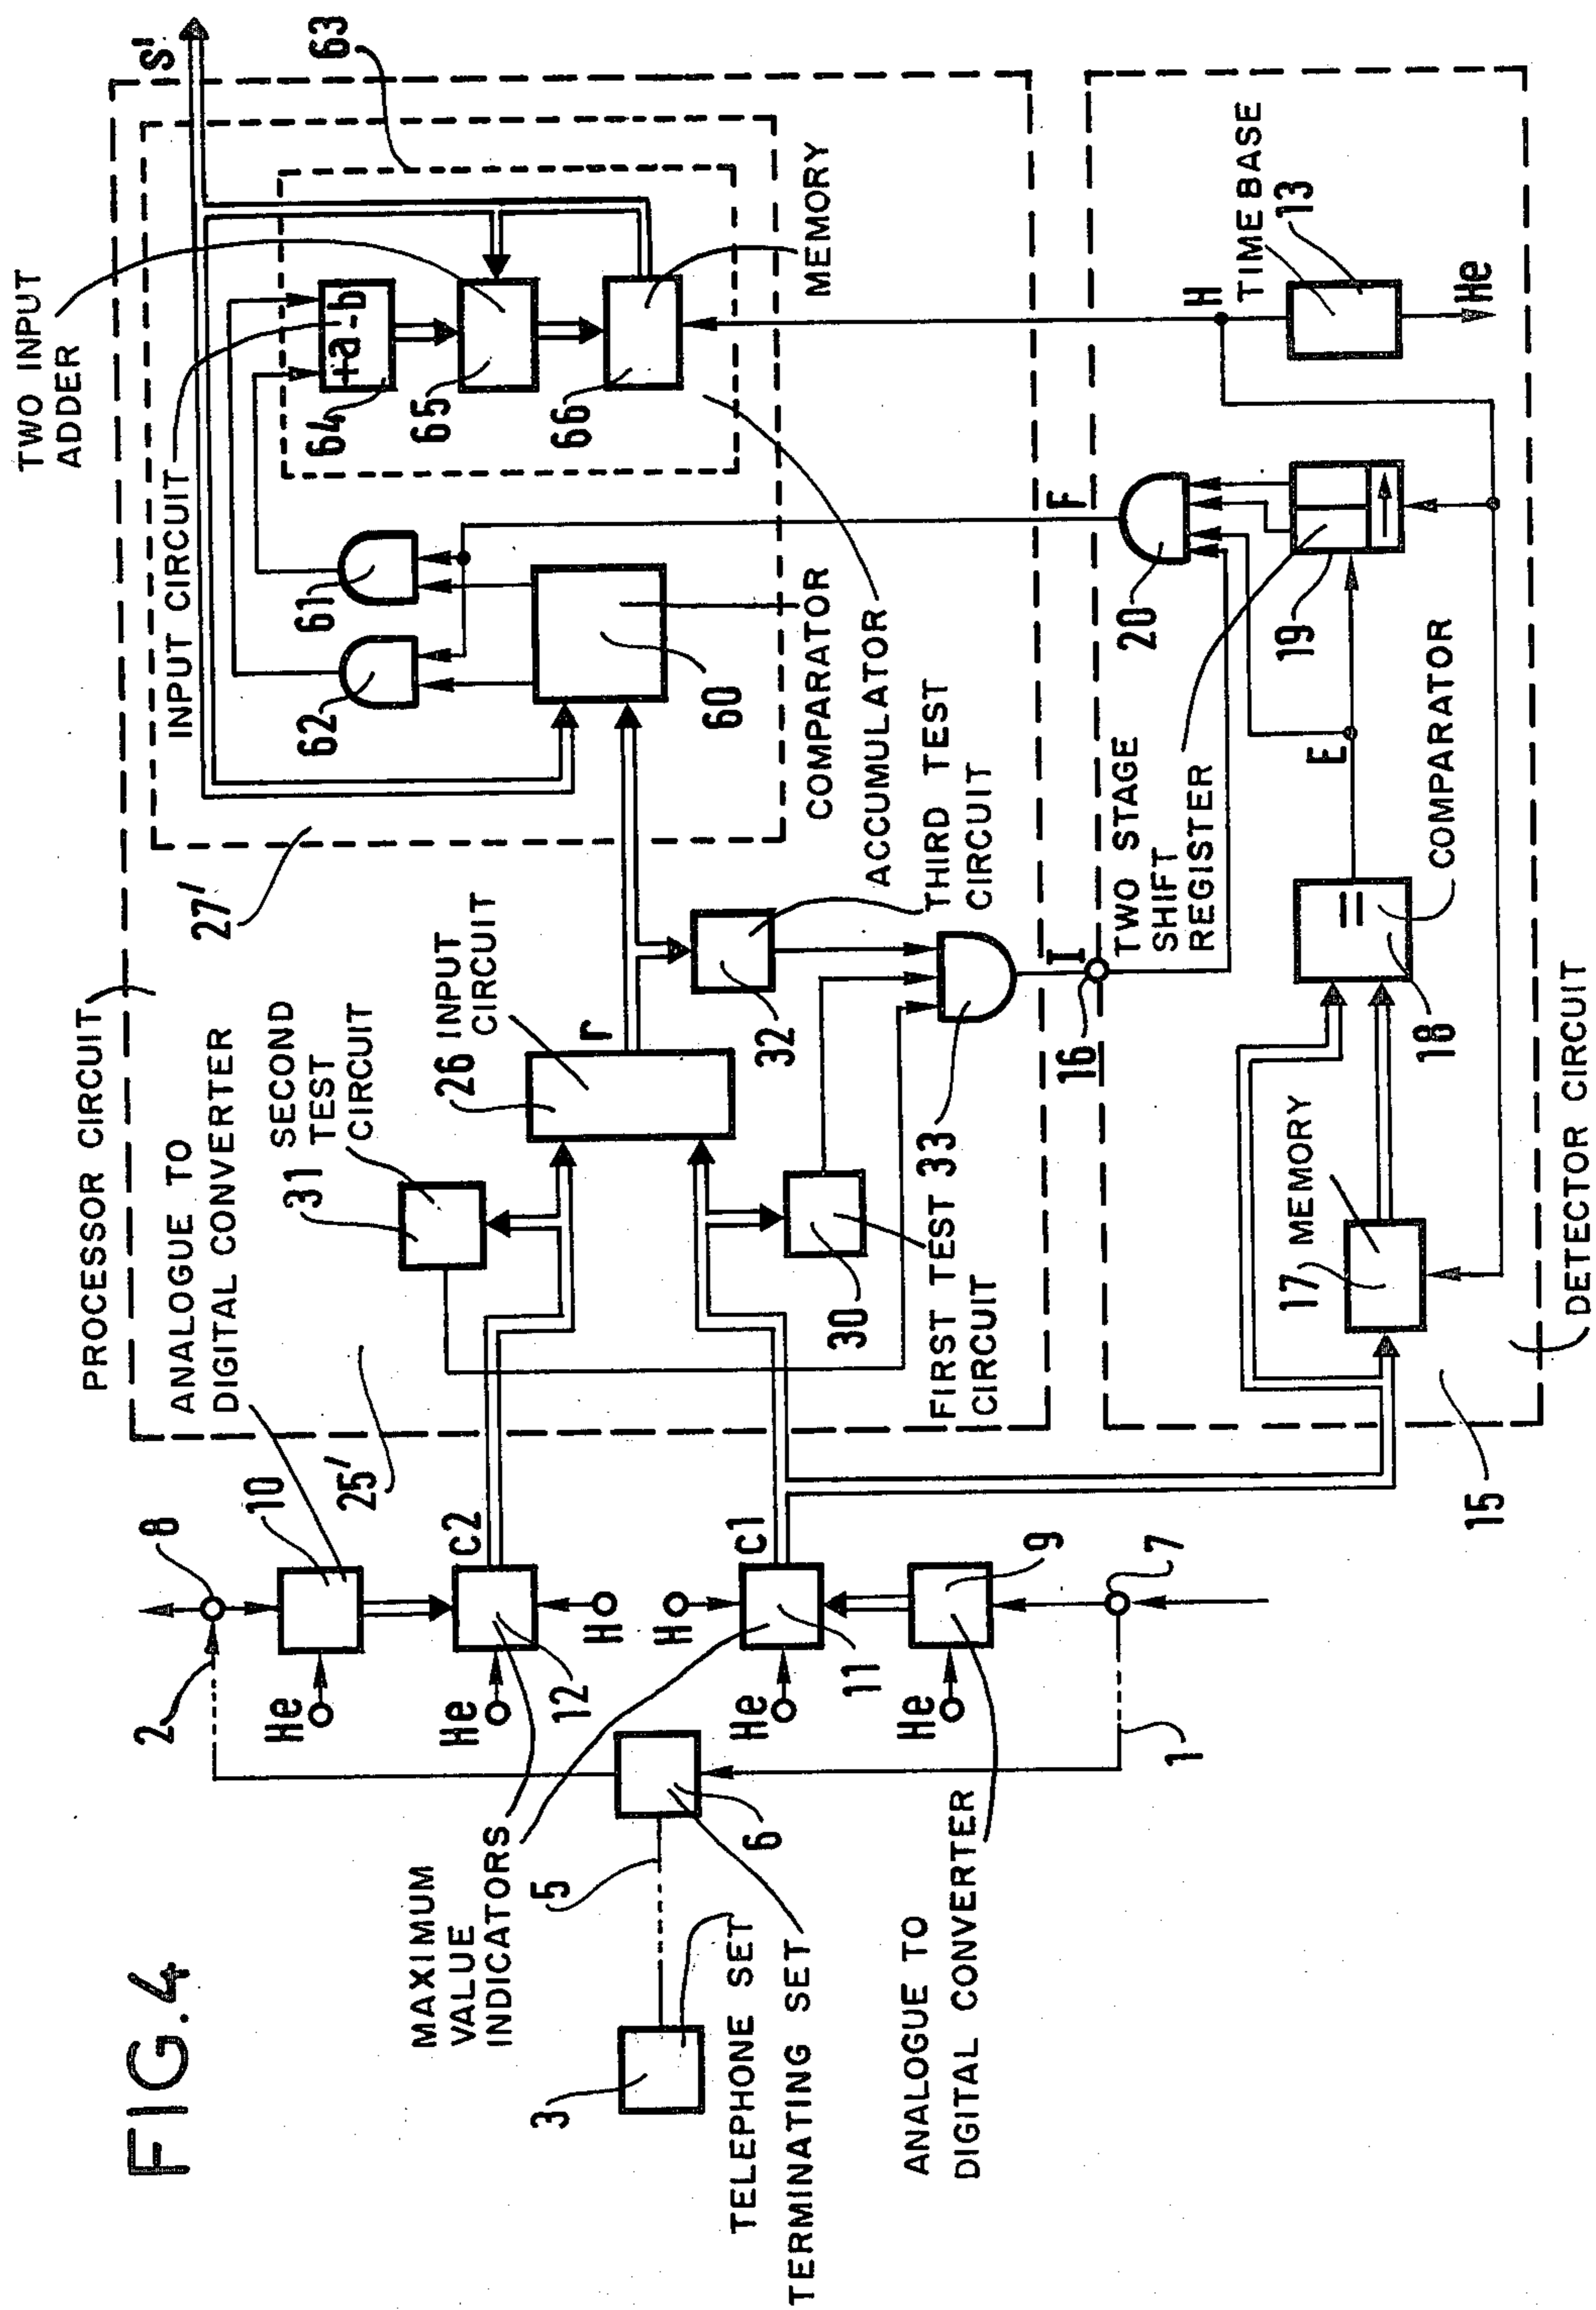 FIG.4
TWO INPUT
ADDER
S'
63
PROCESSOR CIRCUIT
ANALOGUE TO
DIGITAL CONVERTER
25'
27'
31
SECOND
TEST
CIRCUIT
26
INPUT
CIRCUIT
INPUT CIRCUIT
62
61
64
+a
-b
65
66
MEMORY
60
COMPARATOR
ACCUMULATOR
THIRD TEST
CIRCUIT
32
r
30
FIRST TEST
CIRCUIT
33
I
16
F
8
2
10
He
He
C2
12
H
H
C1
11
He
He
9
7
1
MAXIMUM
VALUE
INDICATORS
5
6
3
TELEPHONE SET
TERMINATING SET
ANALOGUE TO
DIGITAL CONVERTER
TWO STAGE
SHIFT
REGISTER
20
19
E
18
=
COMPARATOR
17
MEMORY
15
DETECTOR CIRCUIT
H
TIME BASE
13
He